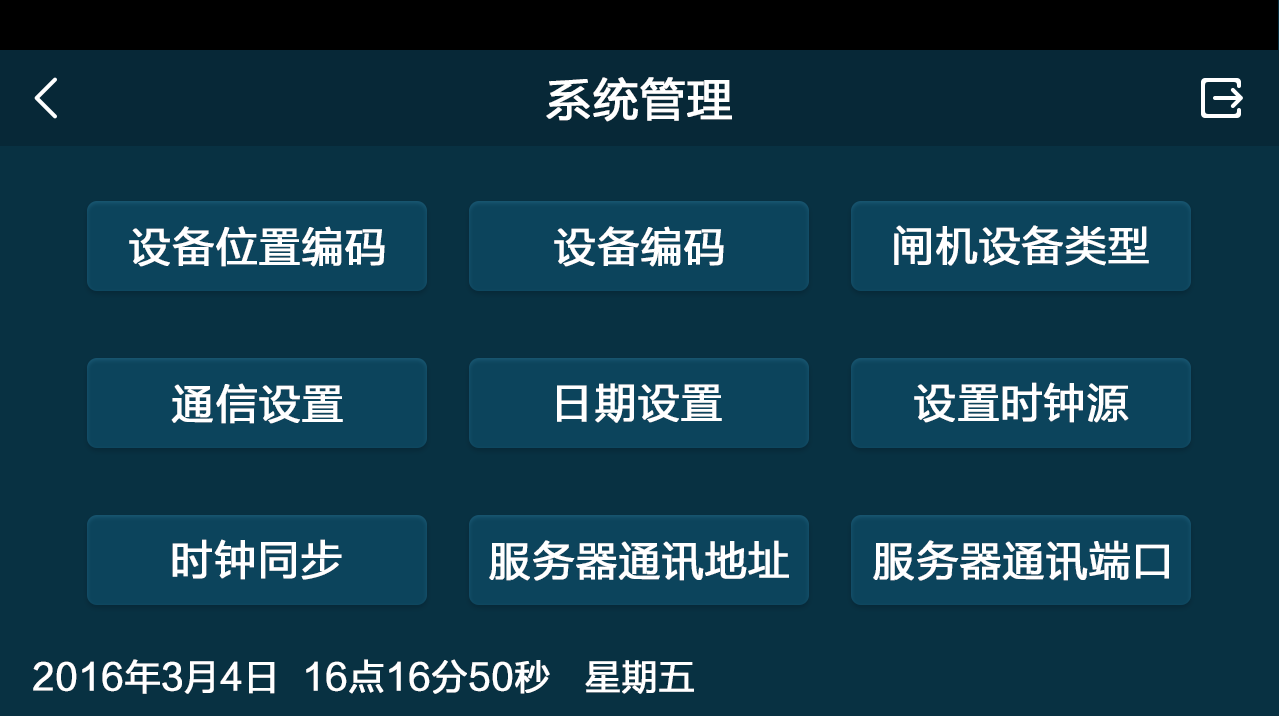 系统管理
设备位置编码
设备编码
闸机设备类型
通信设置
日期设置
设置时钟源
时钟同步
服务器通讯地址
服务器通讯端口
2016年3月4日 16点16分50秒 星期五